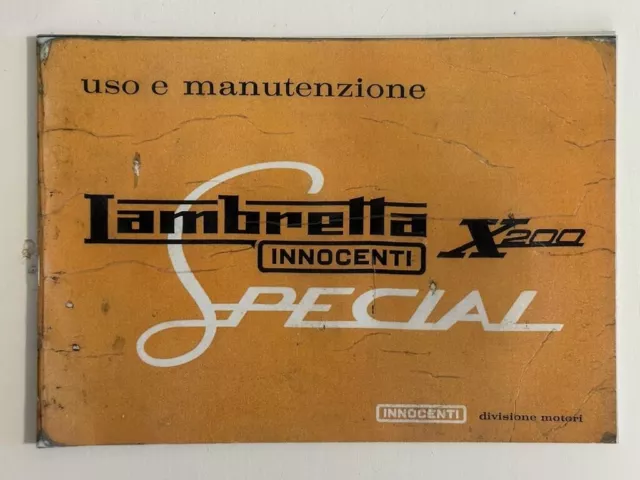 uso e manutenzione
Lambretta X200
INNOCENTI
SPECIAL
INNOCENTI divisione motori